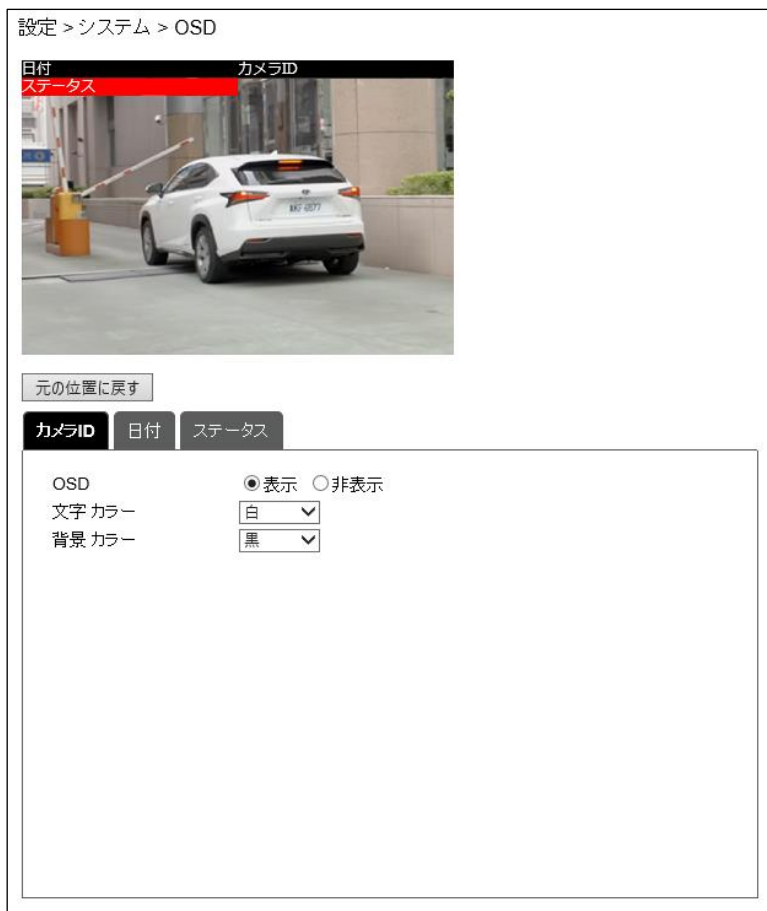 設定 > システム > OSD
日付 カメラID
ステータス
元の位置に戻す
カメラID 日付 ステータス
OSD 表示 非表示
文字 カラー 白
背景 カラー 黒